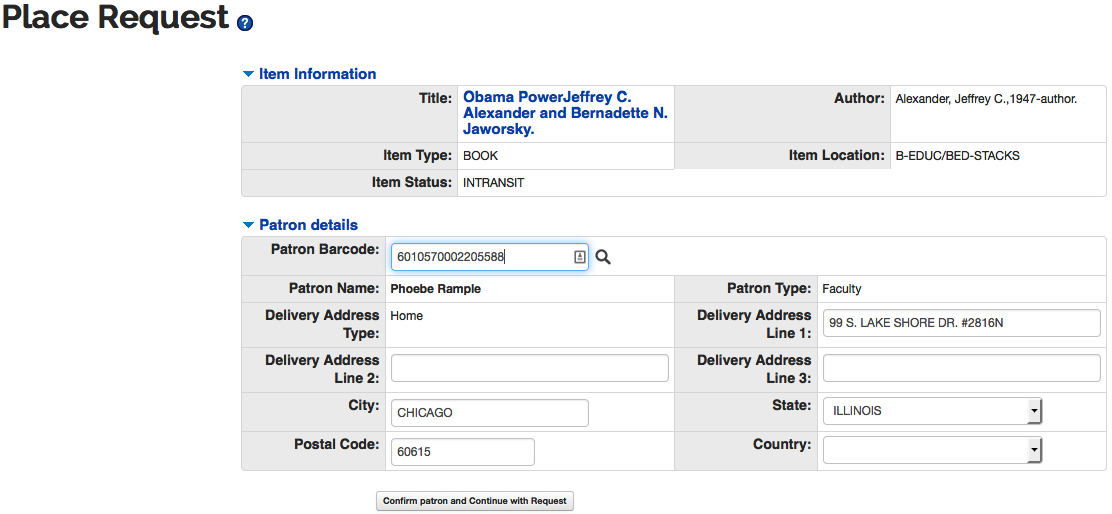 Place Request ?
Item Information
Title: Obama PowerJeffrey C. Alexander and Bernadette N. Jaworsky.
Author: Alexander, Jeffrey C.,1947-author.
Item Type: BOOK
Item Location: B-EDUC/BED-STACKS
Item Status: INTRANSIT
Patron details
Patron Barcode: 6010570002205588
Patron Name: Phoebe Rample
Patron Type: Faculty
Delivery Address Type: Home
Delivery Address Line 1: 99 S. LAKE SHORE DR. #2816N
Delivery Address Line 2:
Delivery Address Line 3:
City: CHICAGO
State: ILLINOIS
Postal Code: 60615
Country:
Confirm patron and Continue with Request